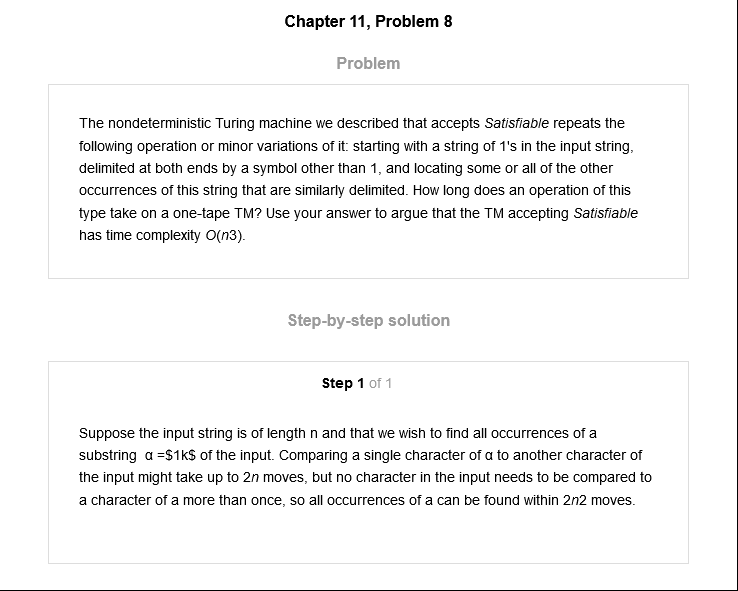 Chapter 11, Problem 8
Problem
The nondeterministic Turing machine we described that accepts Satisfiable repeats the
following operation or minor variations of it: starting with a string of 1's in the input string,
delimited at both ends by a symbol other than 1, and locating some or all of the other
occurrences of this string that are similarly delimited. How long does an operation of this
type take on a one-tape TM? Use your answer to argue that the TM accepting Satisfiable
has time complexity O(n3).
Step-by-step solution
Step 1 of 1
Suppose the input string is of length n and that we wish to find all occurrences of a
substring α =$1k$ of the input. Comparing a single character of α to another character of
the input might take up to 2n moves, but no character in the input needs to be compared to
a character of a more than once, so all occurrences of a can be found within 2n2 moves.